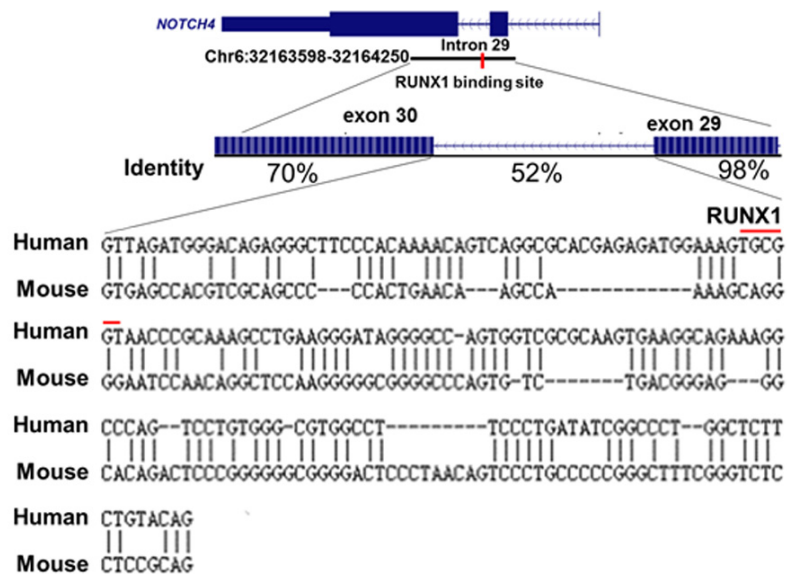 NOTCH4
Intron 29
Chr6:32163598-32164250
RUNX1 binding site
exon 30
exon 29
Identity 70% 52% 98%
RUNX1
Human GTTAGATGGGACAGAGGGCTTCCCACAAAACAGTCAGGCGCACGAGAGATGGAAAGTGCG
Mouse GTGAGCCACGTCGCAGCCC---CCACTGAACA---AGCCA------------AAAGCAGG
Human GTAACCCGCAAAGCCTGAAGGGATAGGGGCC-AGTGGTCGCGCAAGTGAAGGCAGAAAGG
Mouse GGAATCCAACAGGCTCCAAGGGGGCGGGGCCCAGTG-TC-------TGACGGGAG---GG
Human CCCAG--TCCTGTGGG-CGTGGCCT---------TCCCTGATATCGGCCCT--GGCTCTT
Mouse CACAGACTCCCGGGGGGCGGGGACTCCCTAACAGTCCCTGCCCCCGGGCTTTCGGGTCTC
Human CTGTACAG
Mouse CTCCGCAG